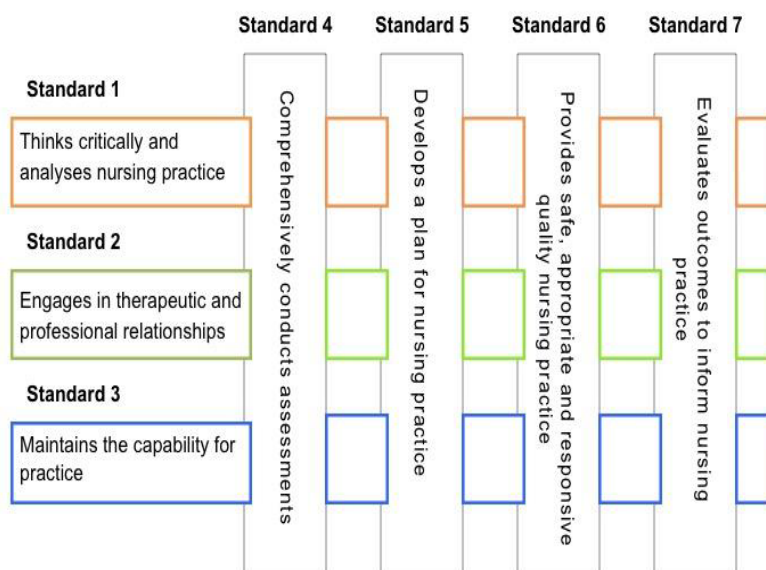 Standard 4
Standard 5
Standard 6
Standard 7
Standard 1
Thinks critically and
analyses nursing practice
Standard 2
Engages in therapeutic and
professional relationships
Standard 3
Maintains the capability for
practice
Comprehensively conducts assessments
Develops a plan for nursing practice
Provides safe, appropriate and responsive
quality nursing practice
Evaluates outcomes to inform nursing
practice